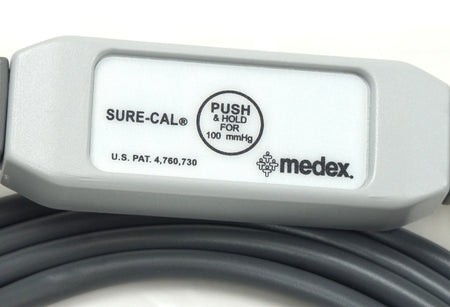 SURE-CAL®
PUSH
& HOLD
FOR
100 mmHg
U.S. PAT. 4,760,730
medex.